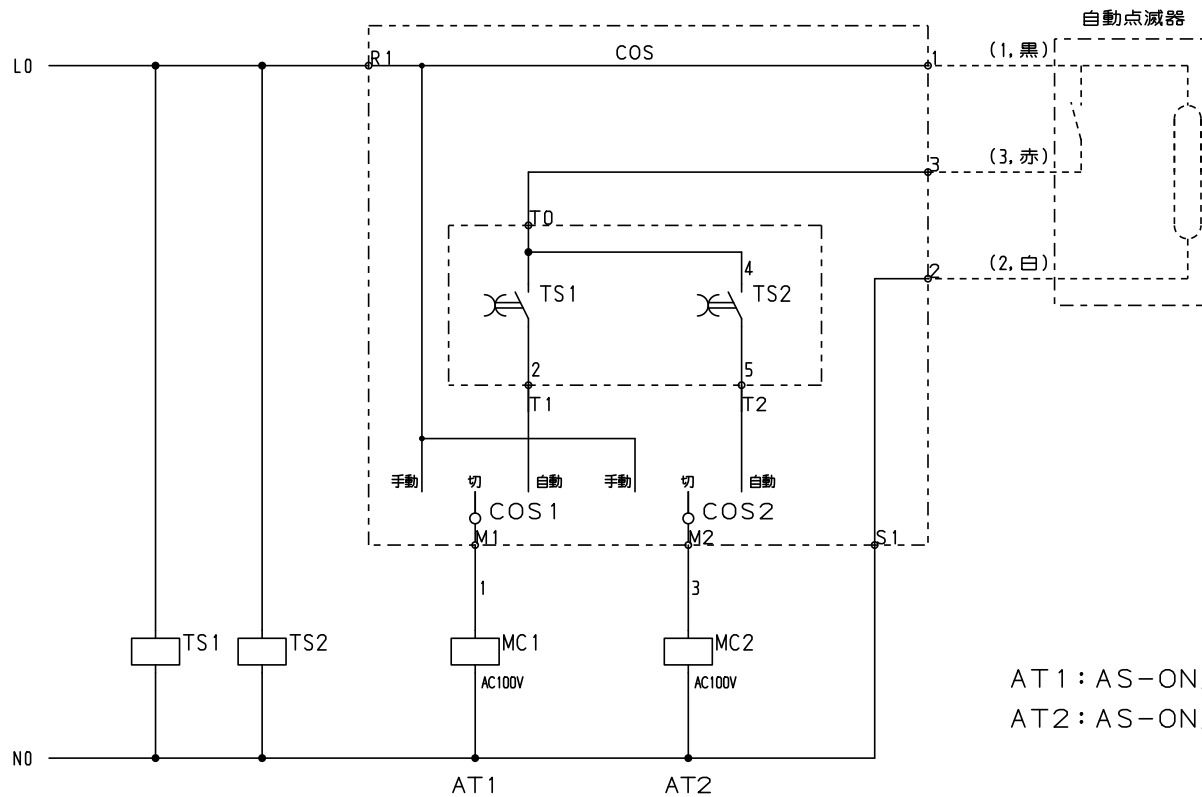 自動点滅器
L0
R1
COS
1
(1,黒)
3
(3,赤)
T0
4
TS1
TS2
2
(2,白)
2
5
T1
T2
手動
切
自動
手動
切
自動
COS1
COS2
M1
M2
S1
1
3
TS1
TS2
MC1
MC2
AC100V
AC100V
AT1:AS-ON
AT2:AS-ON
N0
AT1
AT2